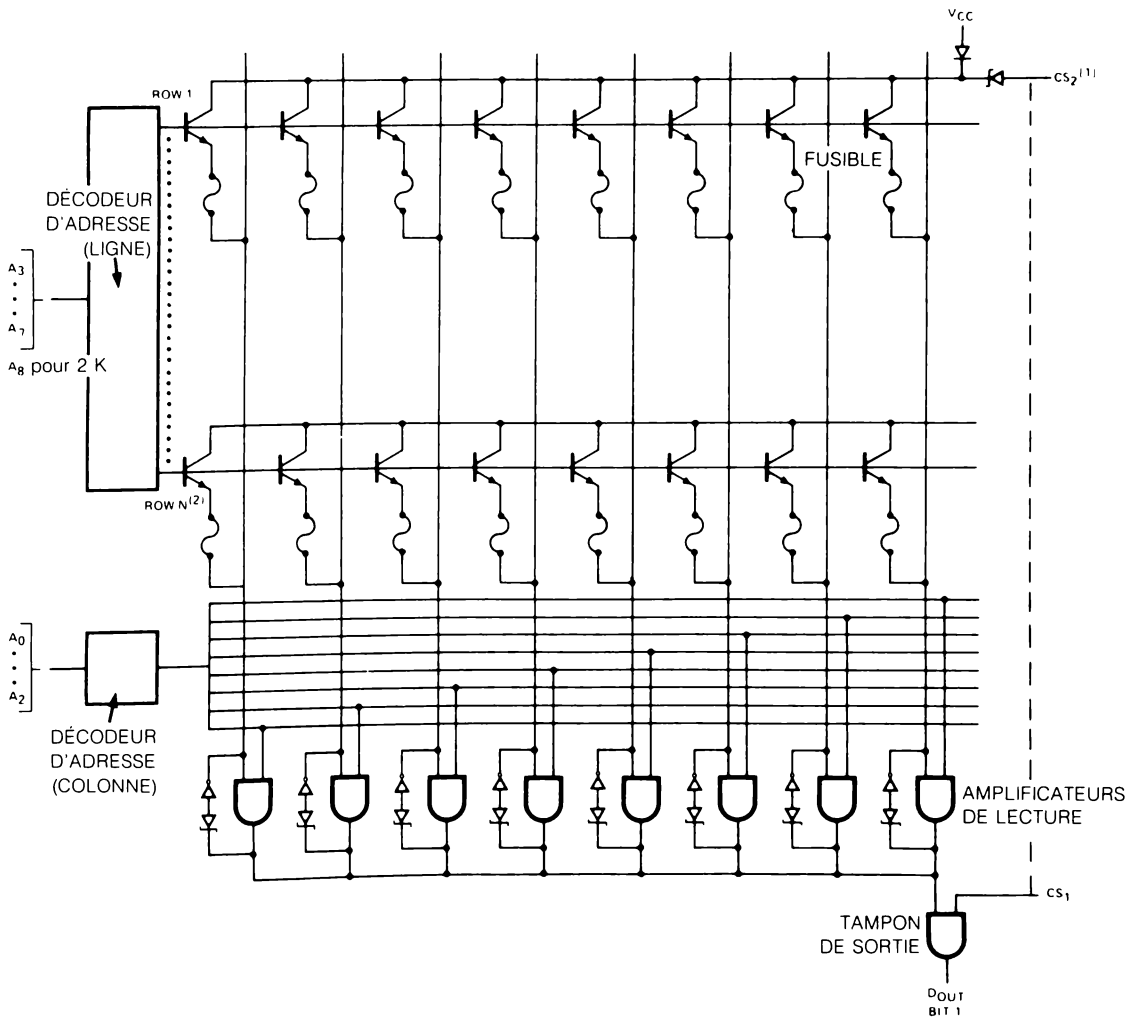 VCC
CS2(1)
ROW 1
FUSIBLE
DÉCODEUR
D'ADRESSE
(LIGNE)
A3
A7
A8 pour 2 K
ROW N(2)
A0
A2
DÉCODEUR
D'ADRESSE
(COLONNE)
AMPLIFICATEURS
DE LECTURE
CS1
TAMPON
DE SORTIE
DOUT
BIT 1